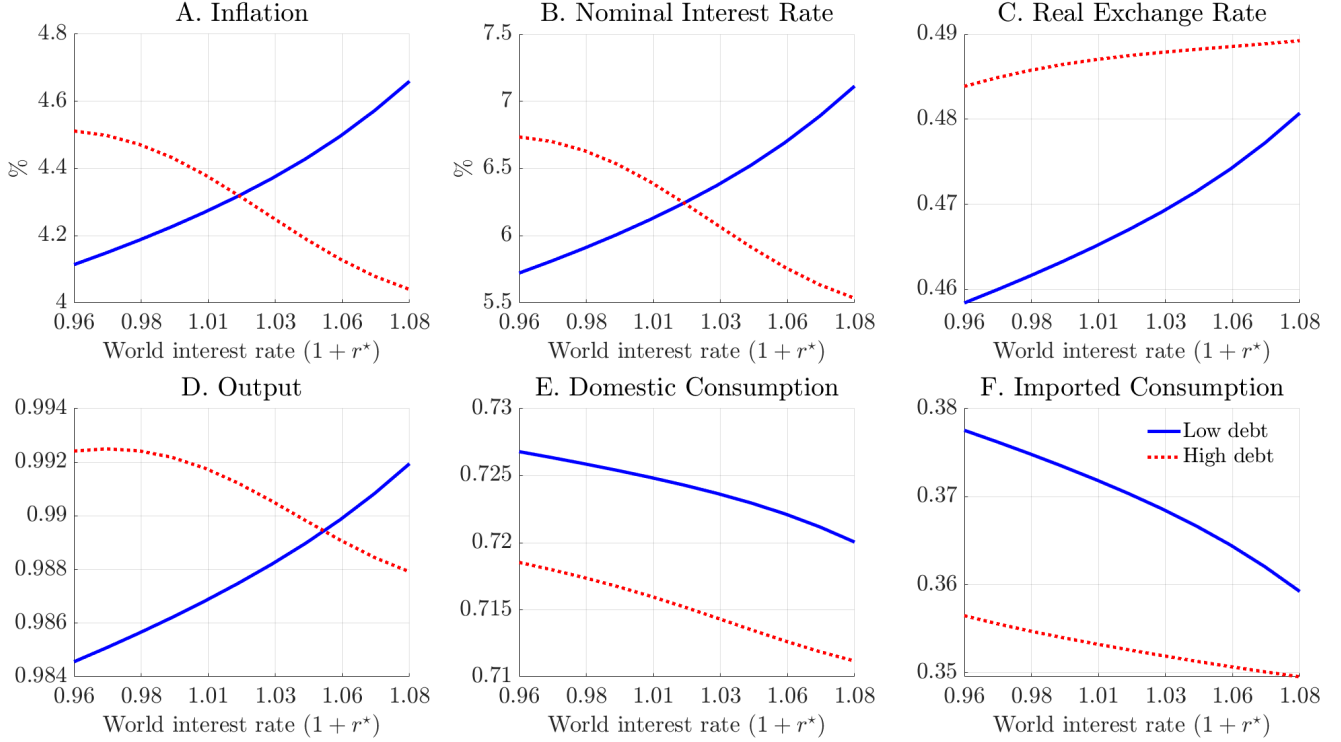 A. Inflation
B. Nominal Interest Rate
C. Real Exchange Rate
4.8
4.6
4.4
4.2
4
%
0.96 0.98 1.01 1.03 1.06 1.08
World interest rate (1 + r⋆)
7.5
7
6.5
6
5.5
%
0.96 0.98 1.01 1.03 1.06 1.08
World interest rate (1 + r⋆)
0.49
0.48
0.47
0.46
0.96 0.98 1.01 1.03 1.06 1.08
World interest rate (1 + r⋆)
D. Output
E. Domestic Consumption
F. Imported Consumption
0.994
0.992
0.99
0.988
0.986
0.984
0.96 0.98 1.01 1.03 1.06 1.08
World interest rate (1 + r⋆)
0.73
0.725
0.72
0.715
0.71
0.96 0.98 1.01 1.03 1.06 1.08
World interest rate (1 + r⋆)
0.38
0.37
0.36
0.35
Low debt
High debt
0.96 0.98 1.01 1.03 1.06 1.08
World interest rate (1 + r⋆)